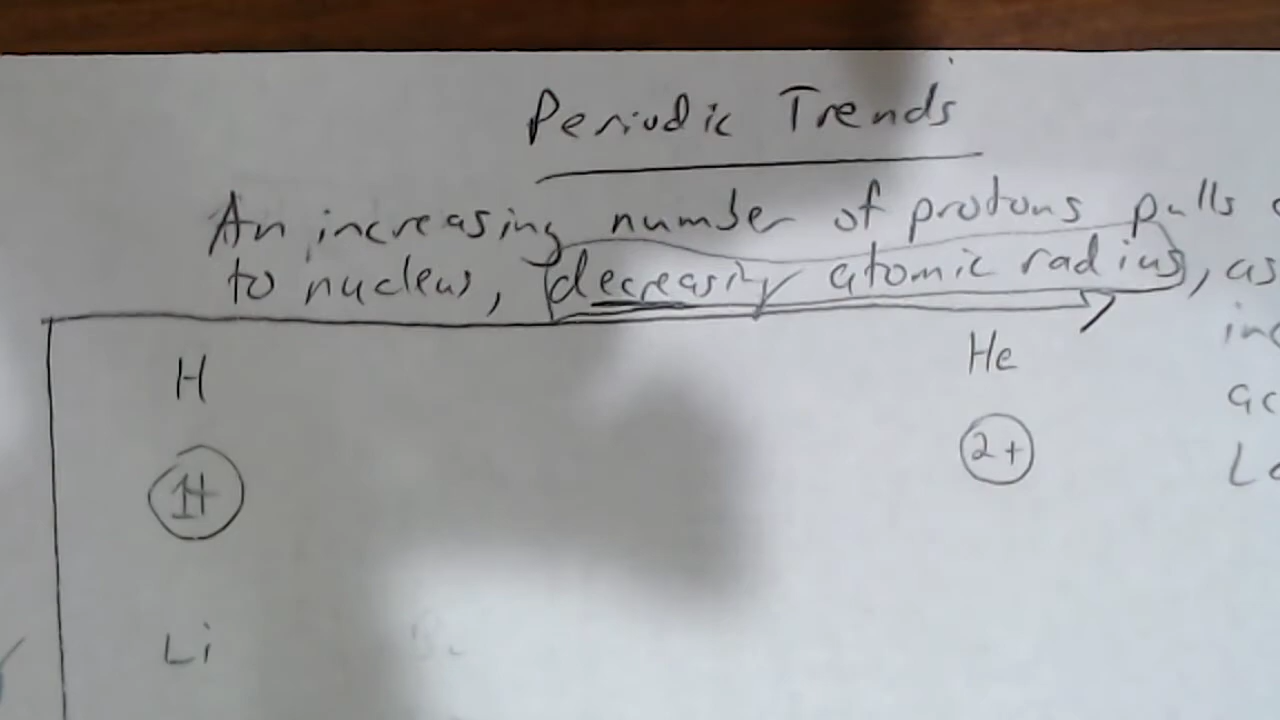 Periodic Trends
An increasing number of protons pulls
to nucleus, decreasing atomic radius, as
H He
1+ 2+
Li